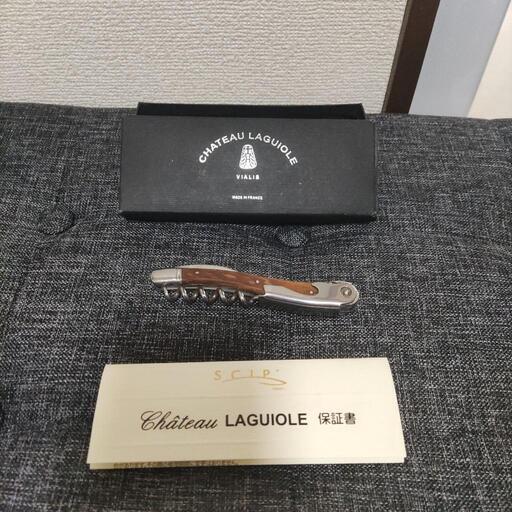 CHATEAU LAGUIOLE
VIALIS
MADE IN FRANCE
SCIP
Château LAGUIOLE 保証書